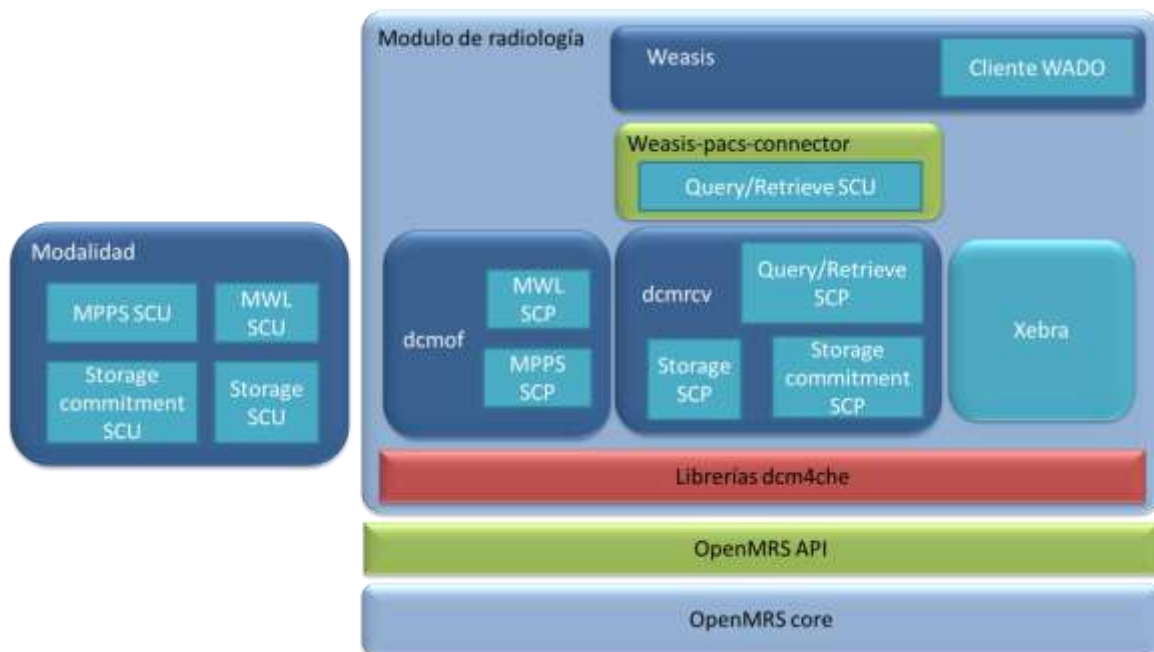 Modulo de radiología
Weasis
Cliente WADO
Weasis-pacs-connector
Query/Retrieve SCU
Modalidad
MPPS SCU
MWL
SCU
Storage
commitment
SCU
Storage
SCU
dcmof
MWL
SCP
MPPS
SCP
dcmrcv
Query/Retrieve
SCP
Storage
SCP
Storage
commitment
SCP
Xebra
Librerías dcm4che
OpenMRS API
OpenMRS core